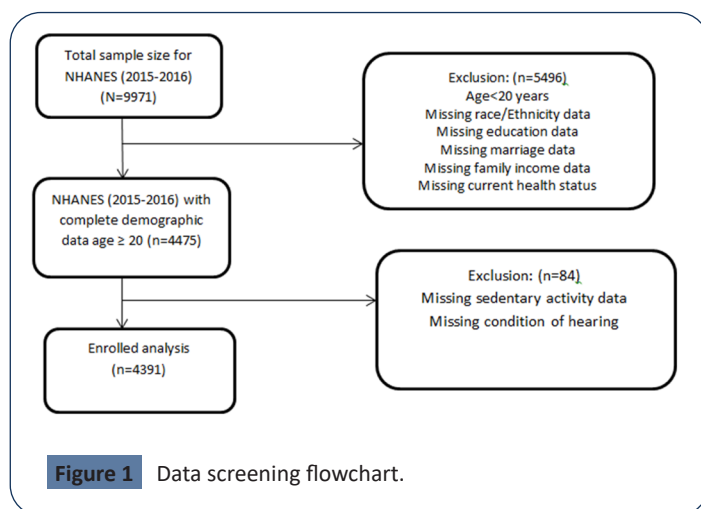 Total sample size for
NHANES (2015-2016)
(N=9971)
Exclusion: (n=5496)
Age<20 years
Missing race/Ethnicity data
Missing education data
Missing marriage data
Missing family income data
Missing current health status
NHANES (2015-2016) with
complete demographic
data age ≥ 20 (n=4475)
Exclusion: (n=84)
Missing sedentary activity data
Missing condition of hearing
Enrolled analysis
(n=4391)
Figure 1 Data screening flowchart.